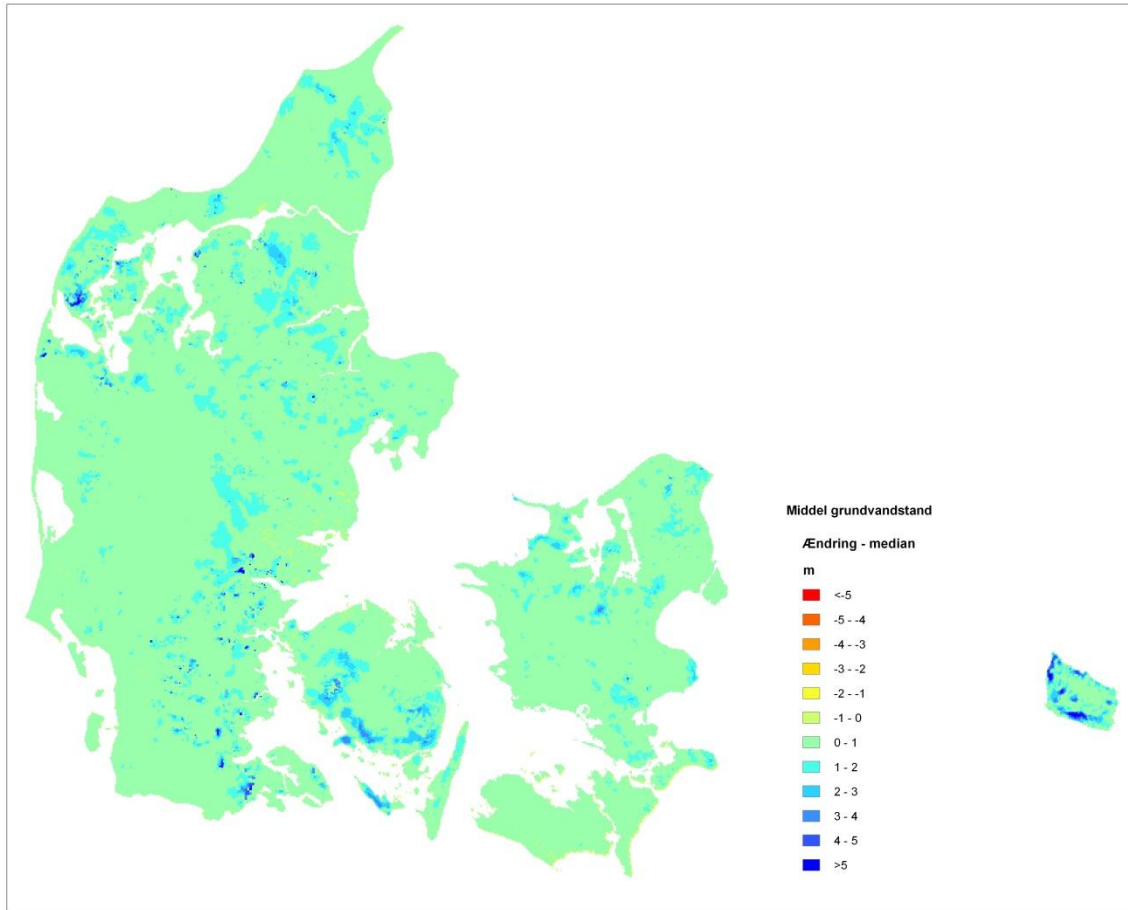 Middel grundvandstand
Ændring - median
m
<-5
-5 - -4
-4 - -3
-3 - -2
-2 - -1
-1 - 0
0 - 1
1 - 2
2 - 3
3 - 4
4 - 5
>5